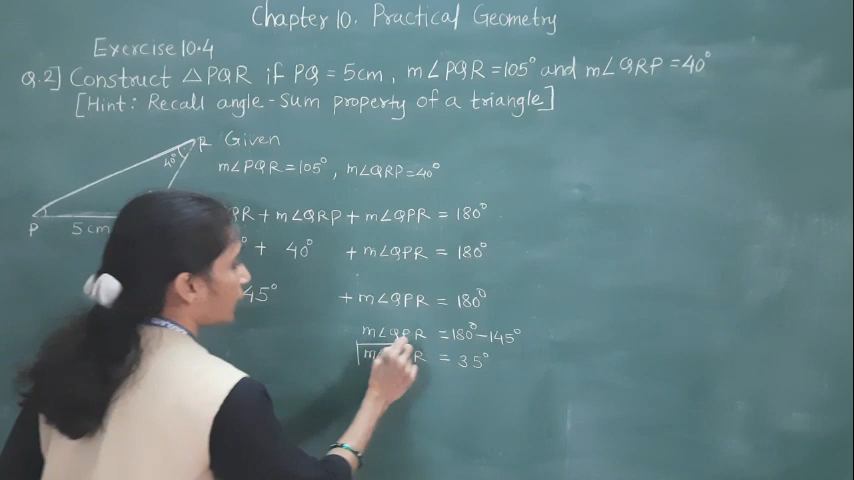 Chapter 10. Practical Geometry
Exercise 10.4
Q.2] Construct △PQR if PQ = 5cm, m∠PQR = 105° and m∠QRP = 40°
[Hint: Recall angle-sum property of a triangle]
R
40°
P
5cm
Given
m∠PQR = 105°, m∠QRP = 40°
PR + m∠QRP + m∠QPR = 180°
° + 40° + m∠QPR = 180°
45° + m∠QPR = 180°
m∠QPR = 180° - 145°
R = 35°